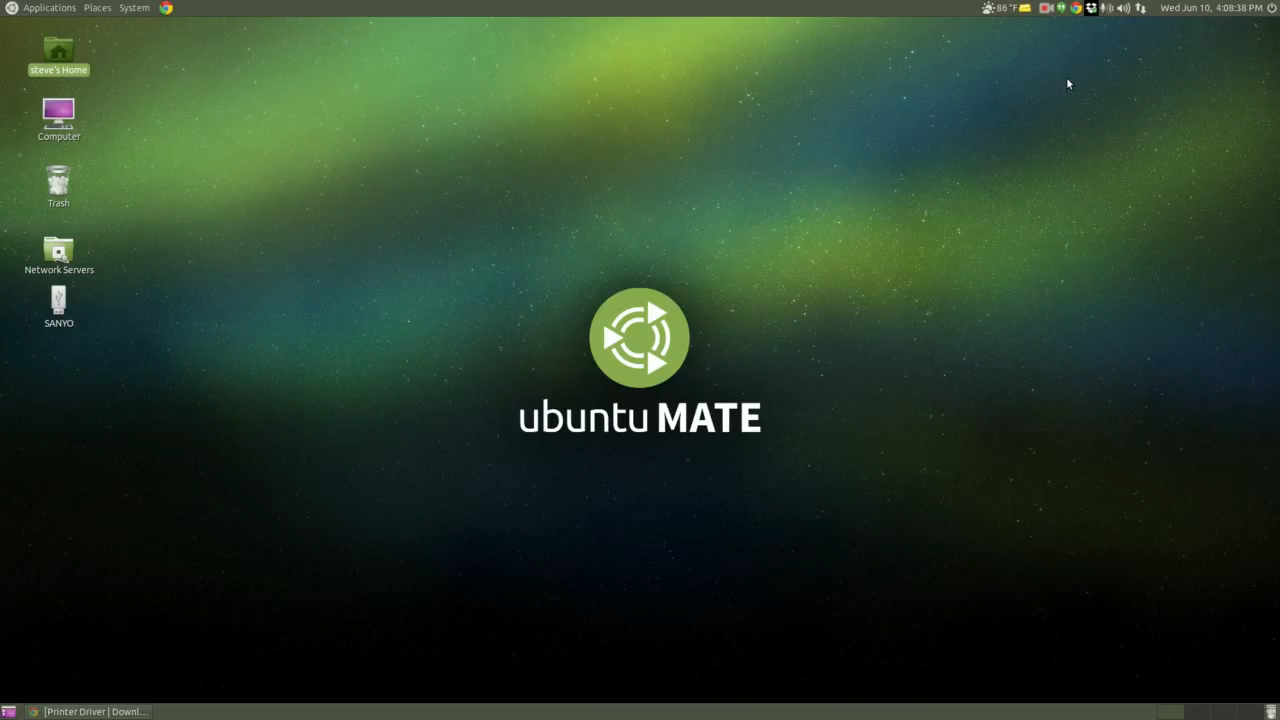 Applications Places System
86 °F
Wed Jun 10, 4:08:38 PM
steve's Home
Computer
Trash
Network Servers
SANYO
ubuntu MATE
[Printer Driver | Downl...